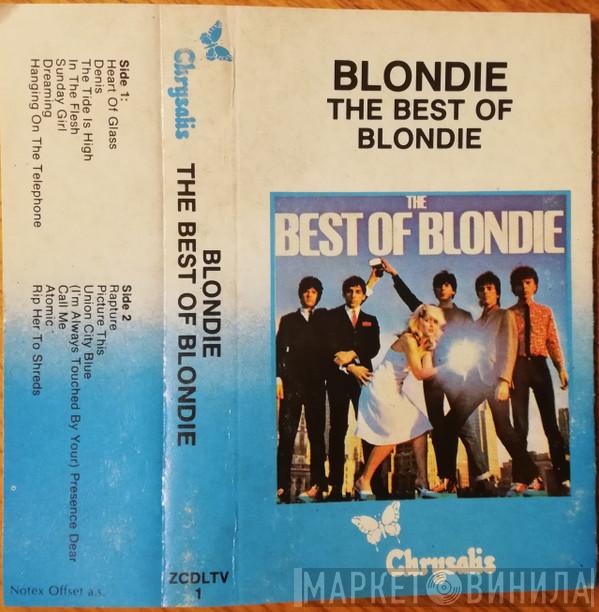 Side 1:
Heart Of Glass
Denis
The Tide Is High
In The Flesh
Sunday Girl
Dreaming
Hanging On The Telephone
Side 2
Rapture
Picture This
Union City Blue
(I'm Always Touched By Your) Presence Dear
Call Me
Atomic
Rip Her To Shreds
Notex Offset a.s.
Chrysalis
BLONDIE
THE BEST OF BLONDIE
ZCDLTV
1
BLONDIE
THE BEST OF
BLONDIE
THE
BEST OF BLONDIE
Chrysalis
МАРКЕТ ВИНИЛА